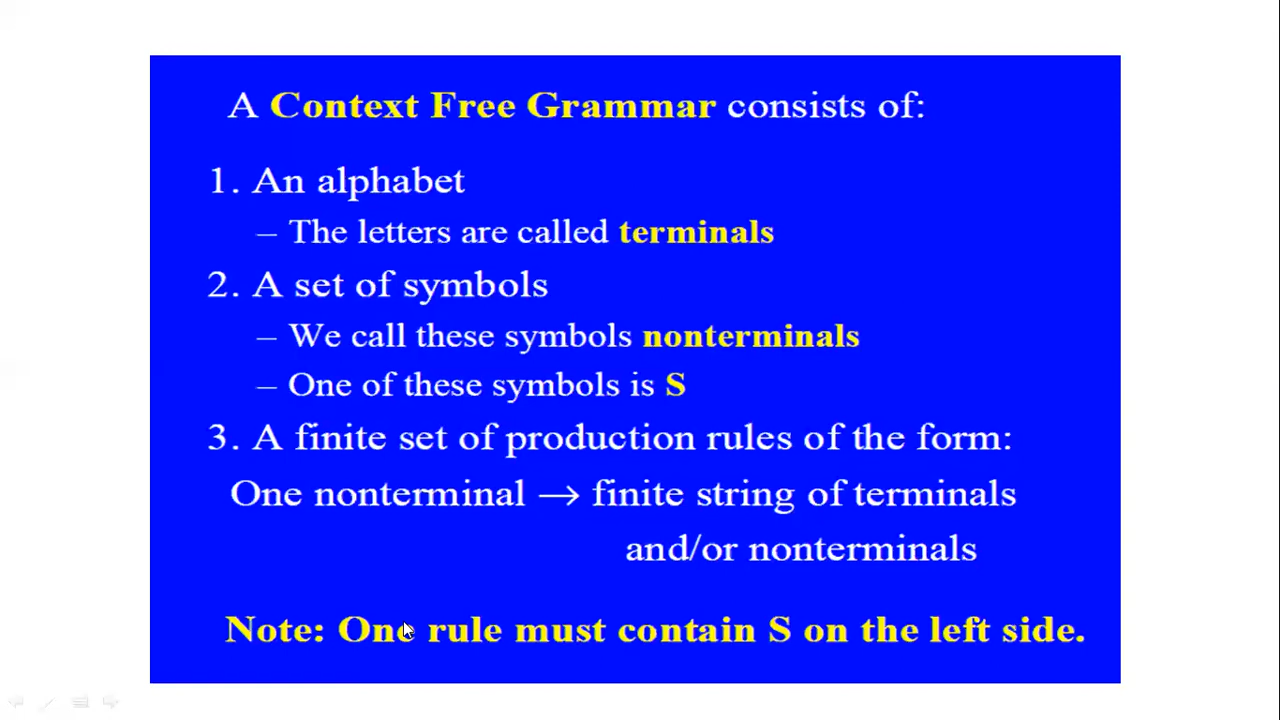 A Context Free Grammar consists of:
1. An alphabet
– The letters are called terminals
2. A set of symbols
– We call these symbols nonterminals
– One of these symbols is S
3. A finite set of production rules of the form:
One nonterminal → finite string of terminals
and/or nonterminals
Note: One rule must contain S on the left side.